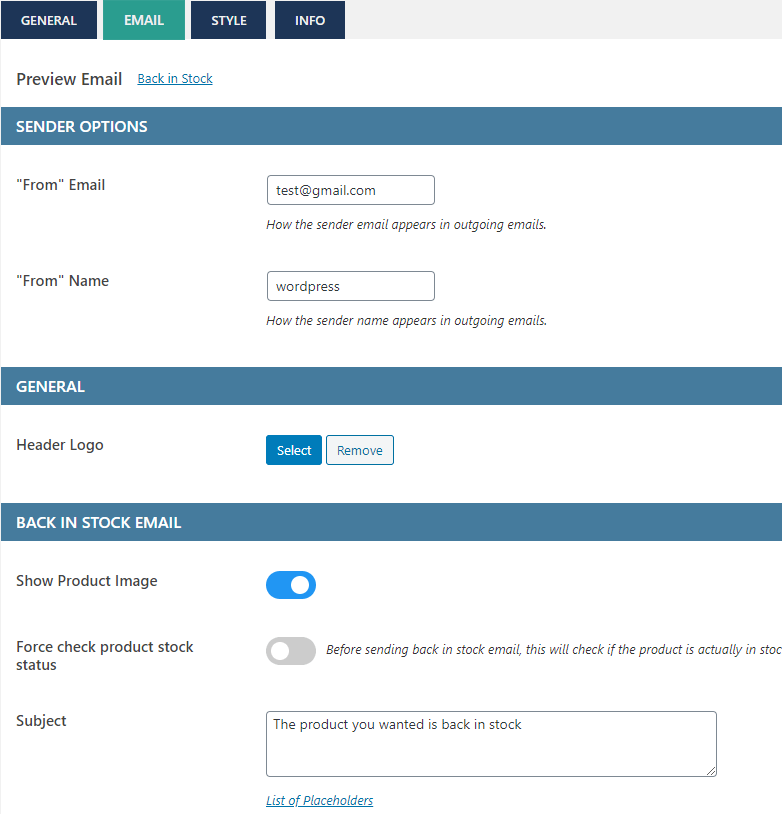 GENERAL EMAIL STYLE INFO
Preview Email Back in Stock
SENDER OPTIONS
"From" Email
test@gmail.com
How the sender email appears in outgoing emails.
"From" Name
wordpress
How the sender name appears in outgoing emails.
GENERAL
Header Logo
Select Remove
BACK IN STOCK EMAIL
Show Product Image
Force check product stock
status
Before sending back in stock email, this will check if the product is actually in stoc
Subject
The product you wanted is back in stock
List of Placeholders